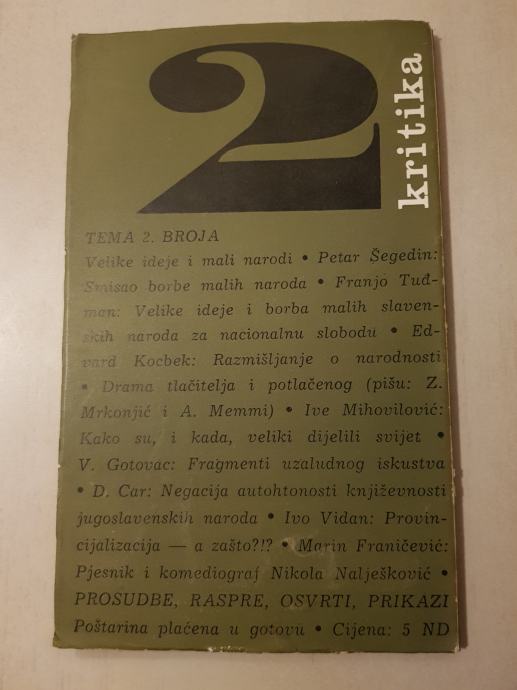 2
kritika
TEMA 2. BROJA
Velike ideje i mali narodi • Petar Šegedin:
Smisao borbe malih naroda • Franjo Tuđ-
man: Velike ideje i borba malih slaven-
skih naroda za nacionalnu slobodu • Ed-
vard Kocbek: Razmišljanje o narodnosti
• Drama tlačitelja i potlačenog (pišu: Z.
Mrkonjić i A. Memmi) • Ive Mihovilović:
Kako su, i kada, veliki dijelili svijet •
V. Gotovac: Fragmenti uzaludnog iskustva
• D. Car: Negacija autohtonosti književnosti
jugoslavenskih naroda • Ivo Vidan: Provin-
cijalizacija — a zašto?!? • Marin Franičević:
Pjesnik i komediograf Nikola Nalješković •
PROSUDBE, RASPRE, OSVRTI, PRIKAZI
Poštarina plaćena u gotovu • Cijena: 5 ND